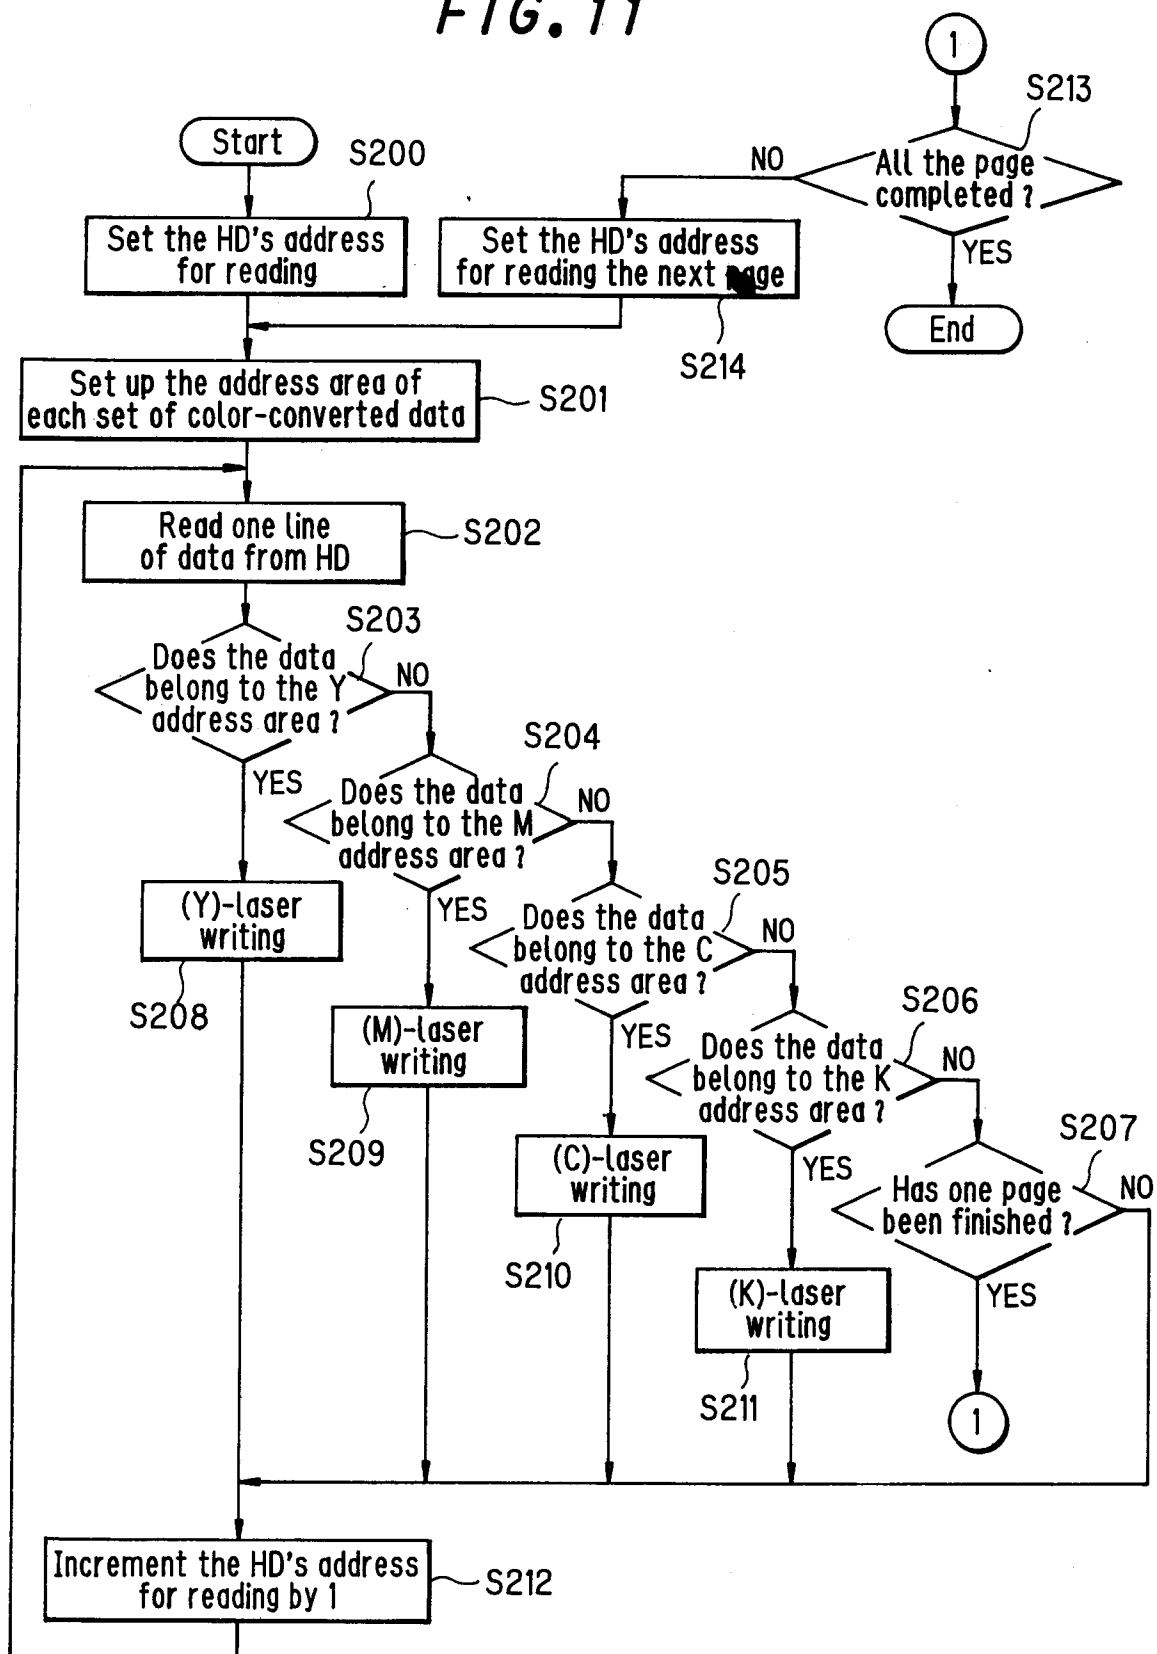 FIG. 11
1
S213
Start
S200
NO
All the page
completed ?
Set the HD's address
for reading
Set the HD's address
for reading the next page
YES
End
S214
Set up the address area of
each set of color-converted data
S201
Read one line
of data from HD
S202
S203
Does the data
belong to the Y
address area ?
NO
YES
S204
Does the data
belong to the M
address area ?
NO
YES
(Y)-laser
writing
S208
S205
Does the data
belong to the C
address area ?
NO
YES
(M)-laser
writing
S209
S206
Does the data
belong to the K
address area ?
NO
YES
(C)-laser
writing
S210
S207
Has one page
been finished ?
NO
YES
(K)-laser
writing
S211
1
Increment the HD's address
for reading by 1
S212